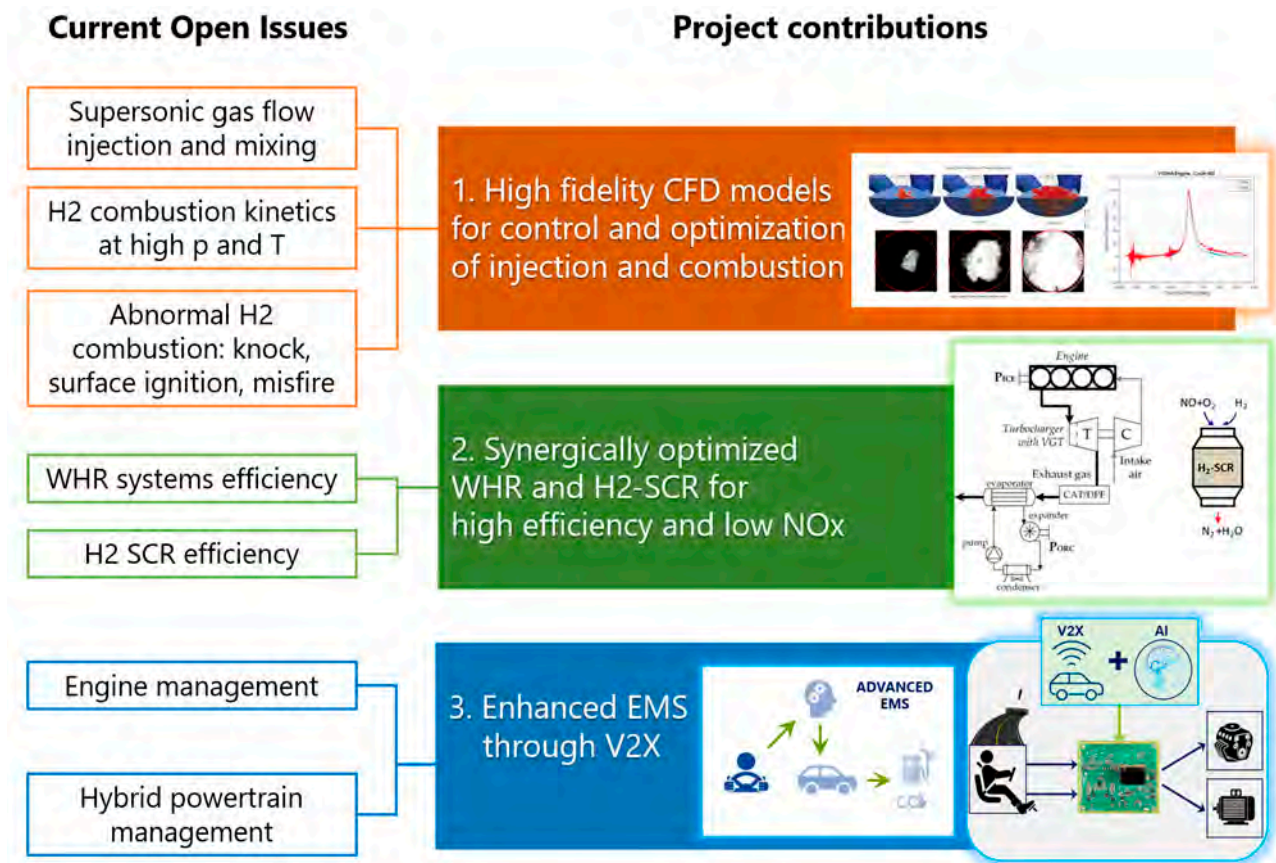 Current Open Issues
Project contributions
Supersonic gas flow
injection and mixing
H2 combustion kinetics
at high p and T
Abnormal H2
combustion: knock,
surface ignition, misfire
1. High fidelity CFD models
for control and optimization
of injection and combustion
WHR systems efficiency
H2 SCR efficiency
2. Synergically optimized
WHR and H2-SCR for
high efficiency and low NOx
Engine
PICE
Turbocharger
with VGT
T
C
Intake
air
Exhaust gas
CAT/DPF
evaporator
expander
pump
PORC
condenser
NO+O2
H2
H2-SCR
N2+H2O
Engine management
Hybrid powertrain
management
3. Enhanced EMS
through V2X
ADVANCED
EMS
V2X
AI